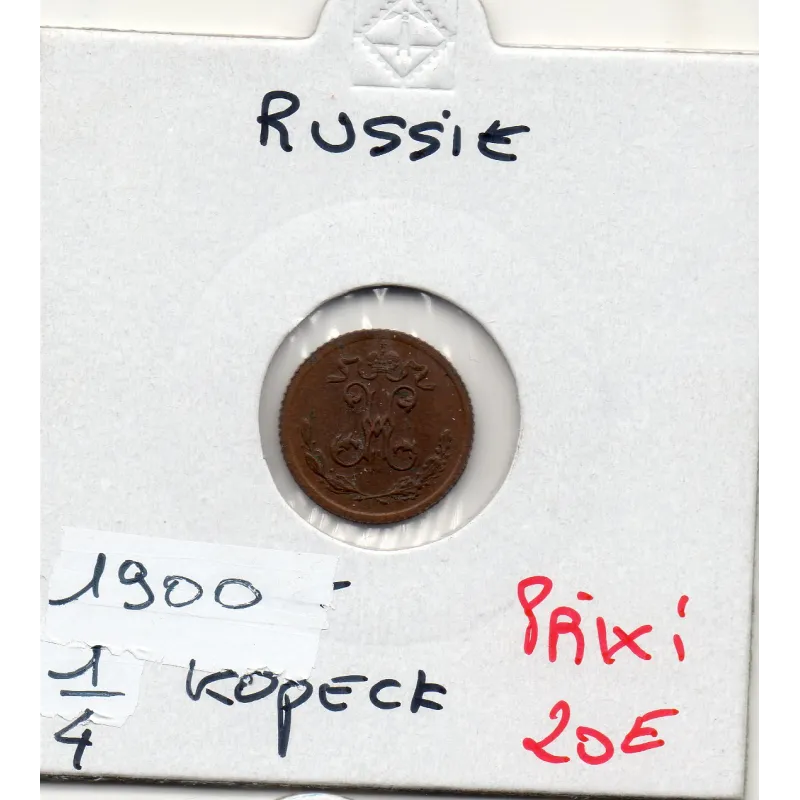 RUSSIE
1900 -
1/4 KOPECK
PRIX :
20E